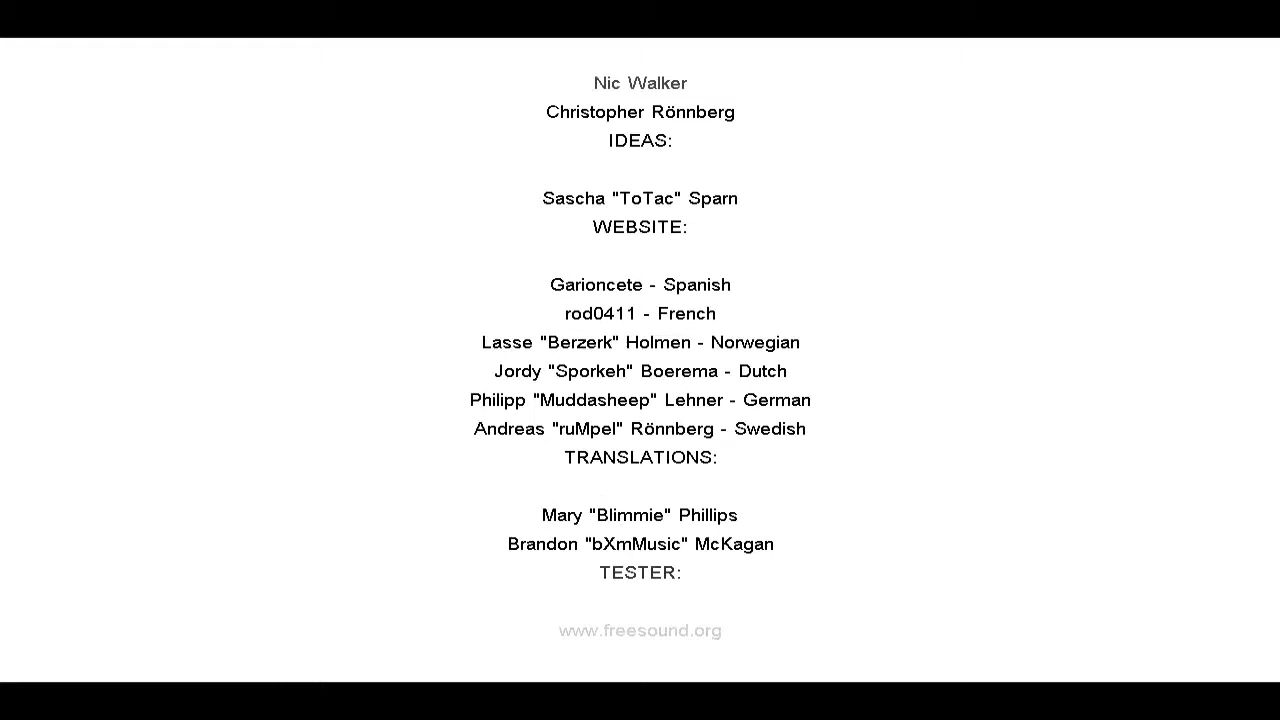 Nic Walker
Christopher Rönnberg
IDEAS:
Sascha "ToTac" Sparn
WEBSITE:
Garioncete - Spanish
rod0411 - French
Lasse "Berzerk" Holmen - Norwegian
Jordy "Sporkeh" Boerema - Dutch
Philipp "Muddasheep" Lehner - German
Andreas "ruMpel" Rönnberg - Swedish
TRANSLATIONS:
Mary "Blimmie" Phillips
Brandon "bXmMusic" McKagan
TESTER:
www.freesound.org